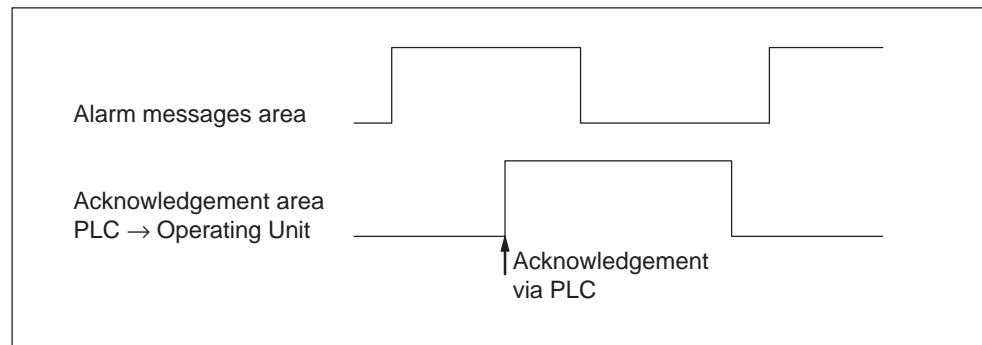 Alarm messages area
Acknowledgement area
PLC → Operating Unit
Acknowledgement
via PLC